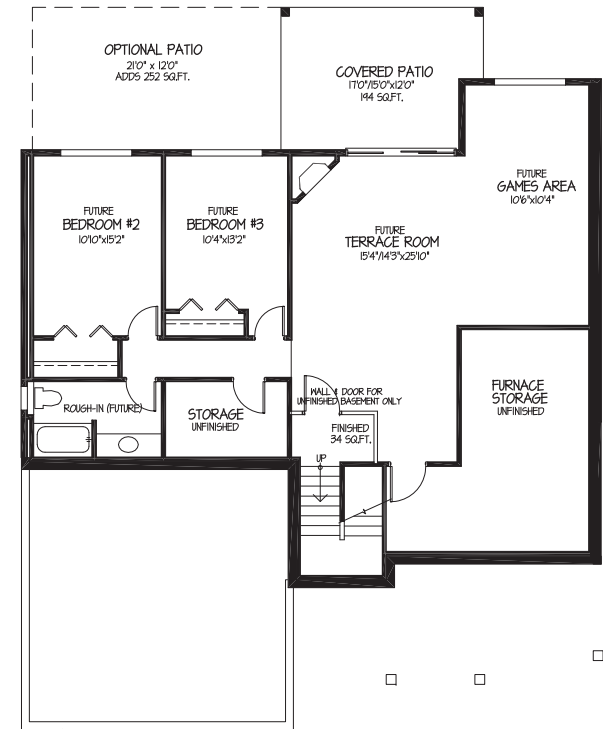 OPTIONAL PATIO
21'0" x 12'0"
ADDS 252 SQ.FT.
COVERED PATIO
17'0"/15'0"x12'0"
194 SQ.FT.
FUTURE
GAMES AREA
10'6"x10'4"
FUTURE
BEDROOM #2
10'10"x15'2"
FUTURE
BEDROOM #3
10'4"x13'2"
FUTURE
TERRACE ROOM
15'4"/14'3"x25'10"
FURNACE
STORAGE
UNFINISHED
WALL & DOOR FOR
UNFINISHED BASEMENT ONLY
ROUGH-IN (FUTURE)
STORAGE
UNFINISHED
FINISHED
34 SQ.FT.
UP